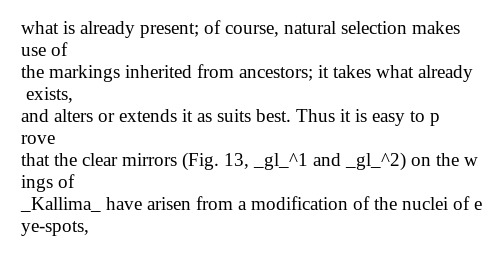 what is already present; of course, natural selection makes
use of
the markings inherited from ancestors; it takes what already
 exists,
and alters or extends it as suits best. Thus it is easy to p
rove
that the clear mirrors (Fig. 13, _gl_^1 and _gl_^2) on the w
ings of
_Kallima_ have arisen from a modification of the nuclei of e
ye-spots,